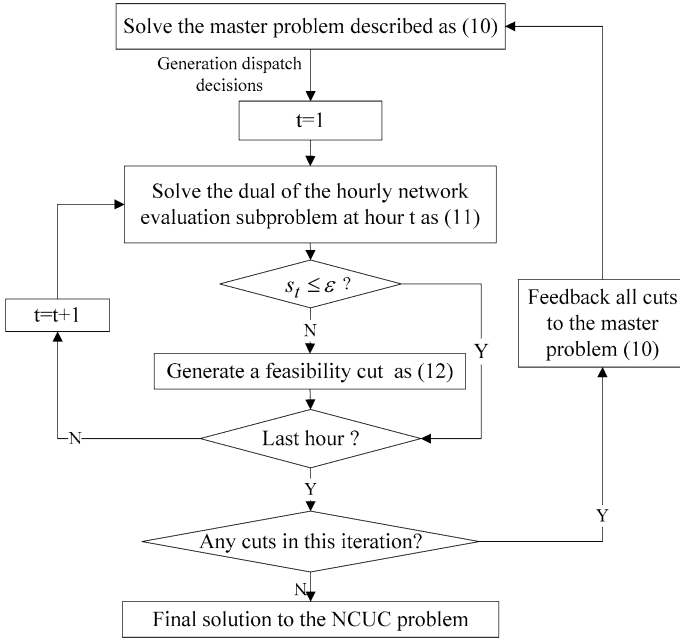 Solve the master problem described as (10)
Generation dispatch
decisions
t=1
Solve the dual of the hourly network
evaluation subproblem at hour t as (11)
s_t ≤ ε ?
N
Y
Generate a feasibility cut as (12)
t=t+1
Feedback all cuts
to the master
problem (10)
Last hour ?
N
Y
Any cuts in this iteration?
Y
N
Final solution to the NCUC problem